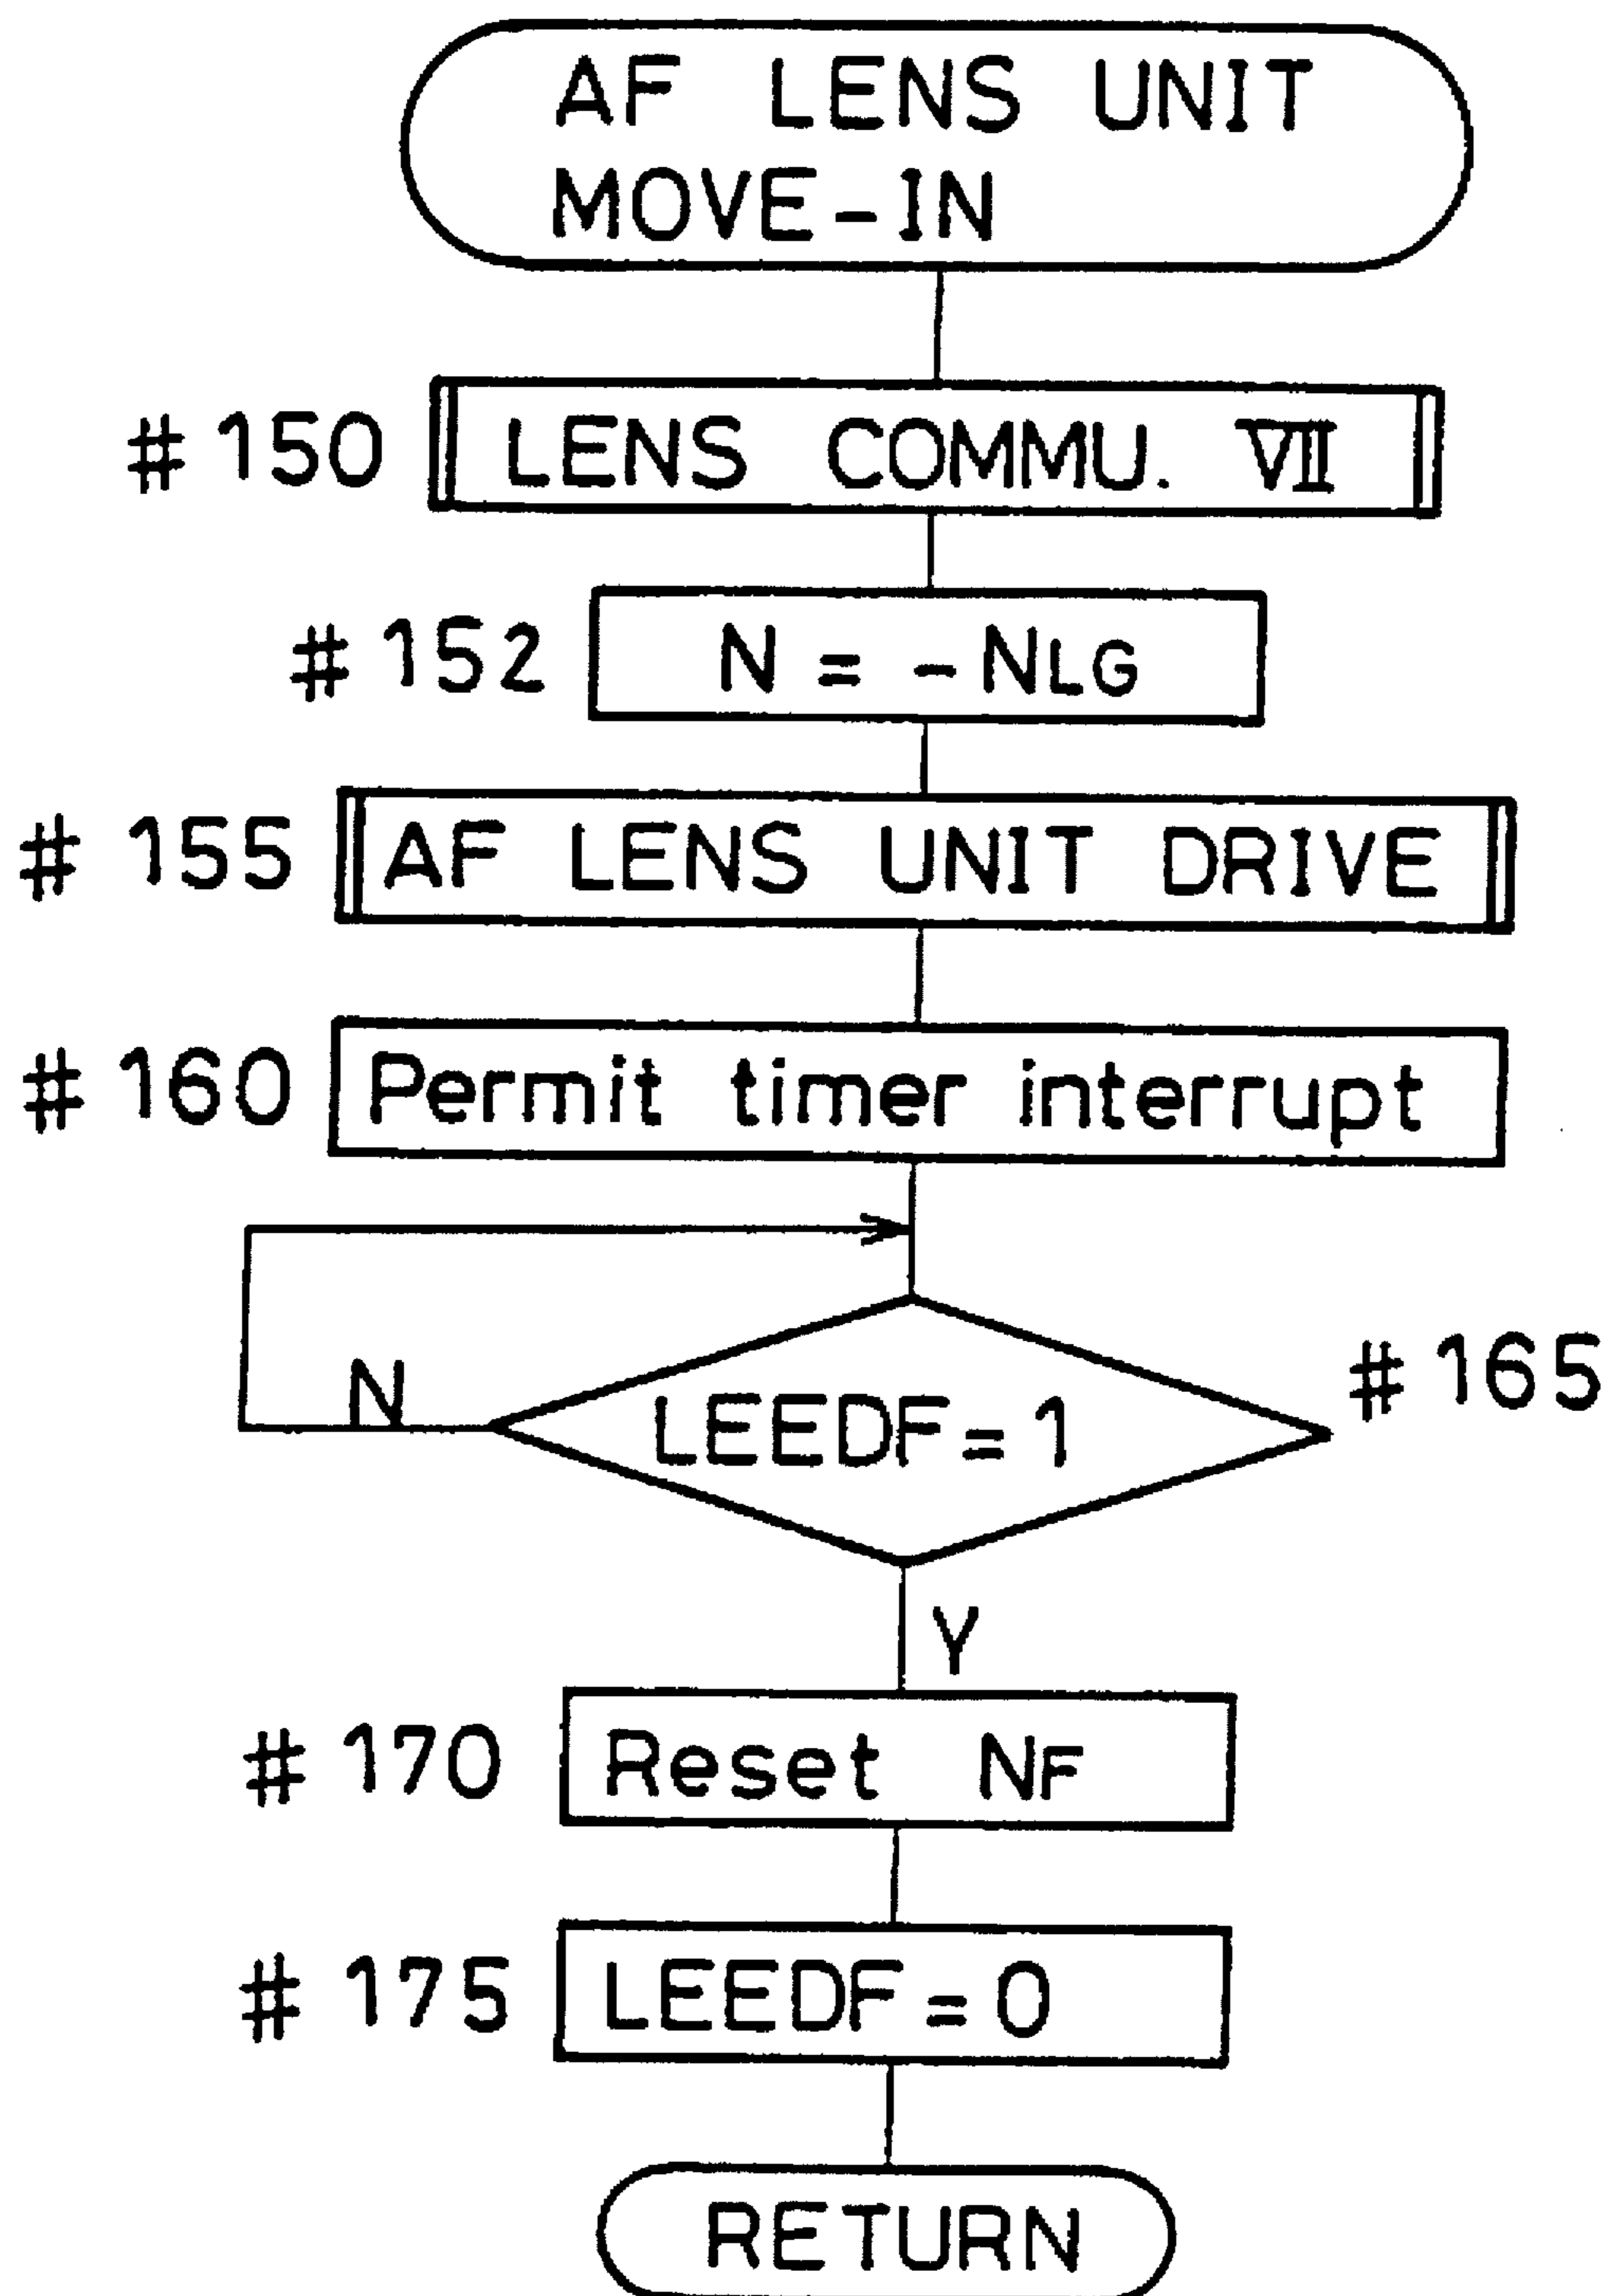 AF LENS UNIT
MOVE-IN
#150 LENS COMMU. VII
#152 N = -NLG
#155 AF LENS UNIT DRIVE
#160 Permit timer interrupt
#165
N LEEDF=1
Y
#170 Reset NF
#175 LEEDF=0
RETURN